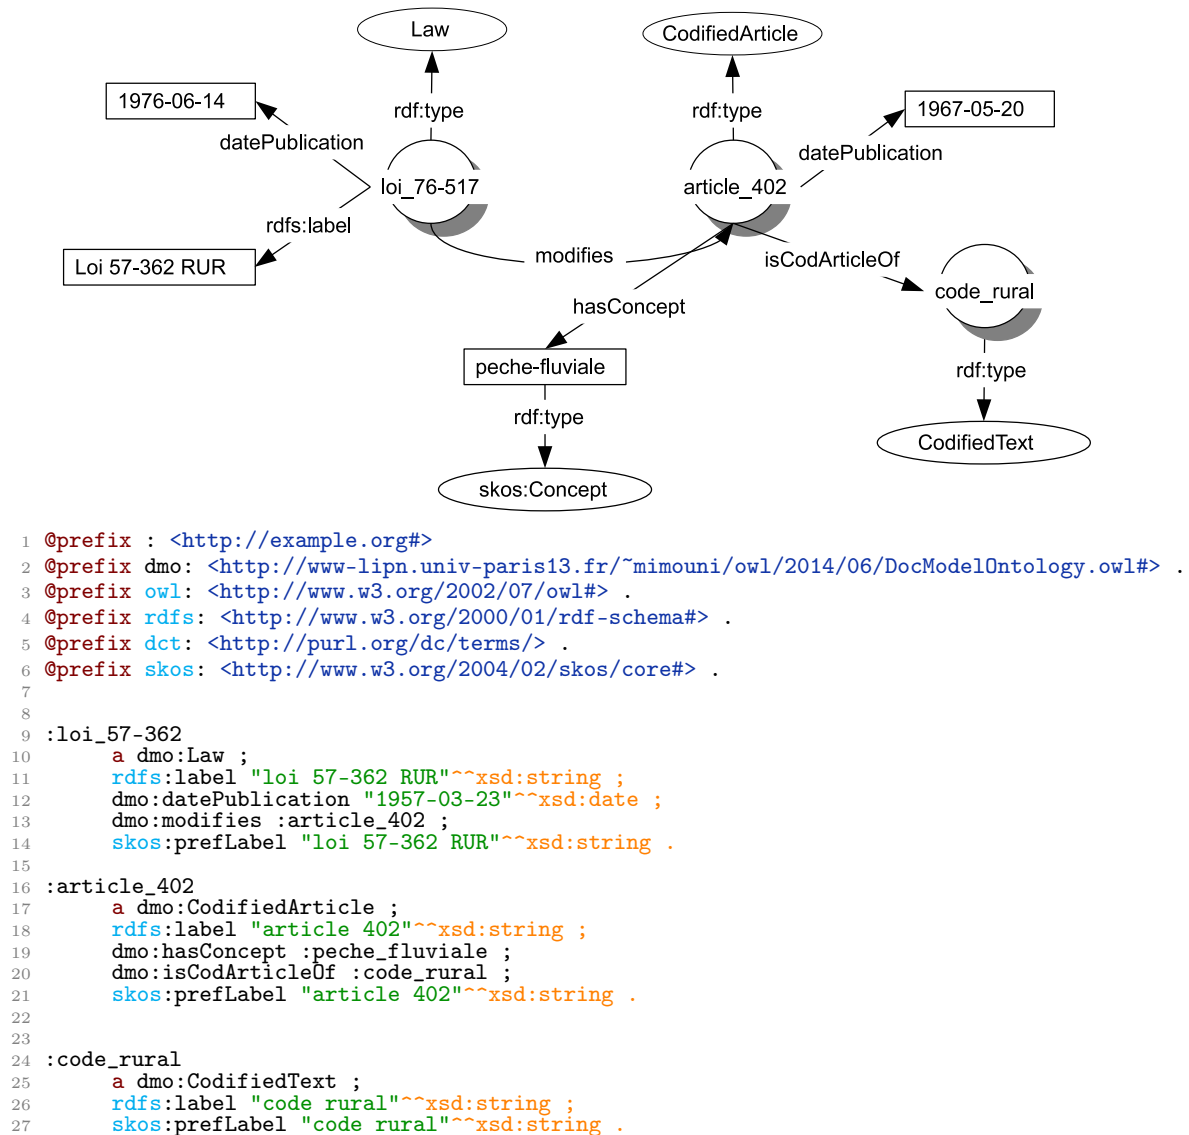 Law
CodifiedArticle
1976-06-14
rdf:type
rdf:type
1967-05-20
datePublication
datePublication
loi_76-517
article_402
rdfs:label
Loi 57-362 RUR
modifies
isCodArticleOf
code_rural
hasConcept
peche-fluviale
rdf:type
rdf:type
CodifiedText
skos:Concept
1 @prefix : <http://example.org#>
2 @prefix dmo: <http://www-lipn.univ-paris13.fr/~mimouni/owl/2014/06/DocModelOntology.owl#> .
3 @prefix owl: <http://www.w3.org/2002/07/owl#> .
4 @prefix rdfs: <http://www.w3.org/2000/01/rdf-schema#> .
5 @prefix dct: <http://purl.org/dc/terms/> .
6 @prefix skos: <http://www.w3.org/2004/02/skos/core#> .
7
8
9 :loi_57-362
10 a dmo:Law ;
11 rdfs:label "loi 57-362 RUR"^^xsd:string ;
12 dmo:datePublication "1957-03-23"^^xsd:date ;
13 dmo:modifies :article_402 ;
14 skos:prefLabel "loi 57-362 RUR"^^xsd:string .
15
16 :article_402
17 a dmo:CodifiedArticle ;
18 rdfs:label "article 402"^^xsd:string ;
19 dmo:hasConcept :peche_fluviale ;
20 dmo:isCodArticleOf :code_rural ;
21 skos:prefLabel "article 402"^^xsd:string .
22
23
24 :code_rural
25 a dmo:CodifiedText ;
26 rdfs:label "code rural"^^xsd:string ;
27 skos:prefLabel "code rural"^^xsd:string .